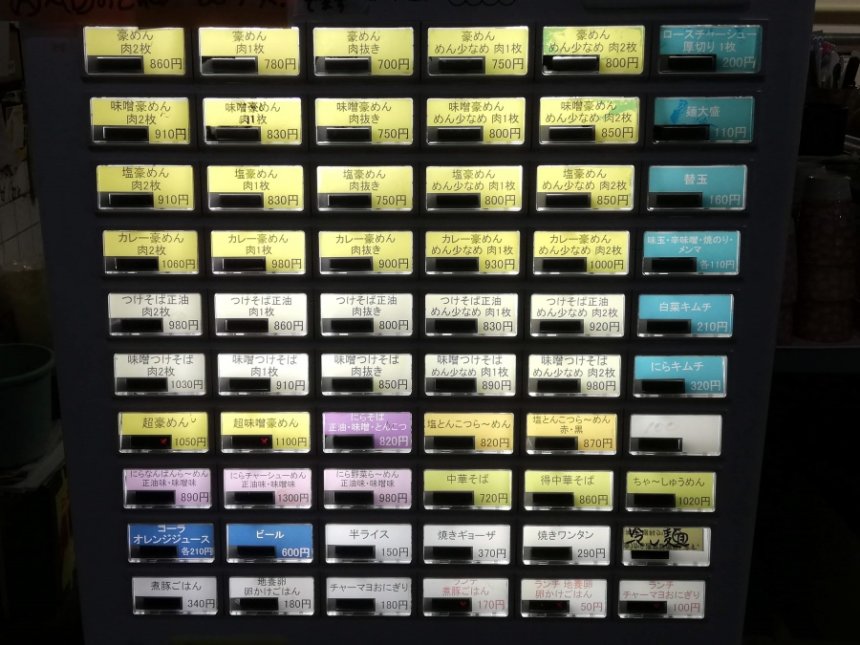 豪めん
肉2枚
860円
豪めん
肉1枚
780円
豪めん
肉抜き
700円
豪めん
めん少なめ 肉1枚
750円
豪めん
めん少なめ 肉2枚
800円
ロースチャーシュー
厚切り 1枚
200円
味噌豪めん
肉2枚
910円
味噌豪めん
肉1枚
830円
味噌豪めん
肉抜き
750円
味噌豪めん
めん少なめ 肉1枚
800円
味噌豪めん
めん少なめ 肉2枚
850円
麺大盛
110円
塩豪めん
肉2枚
910円
塩豪めん
肉1枚
830円
塩豪めん
肉抜き
750円
塩豪めん
めん少なめ 肉1枚
800円
塩豪めん
めん少なめ 肉2枚
850円
替玉
160円
カレー豪めん
肉2枚
1060円
カレー豪めん
肉1枚
980円
カレー豪めん
肉抜き
900円
カレー豪めん
めん少なめ 肉1枚
930円
カレー豪めん
めん少なめ 肉2枚
1000円
味玉・辛味噌・焼のり・
メンマ
各110円
つけそば正油
肉2枚
980円
つけそば正油
肉1枚
860円
つけそば正油
肉抜き
800円
つけそば正油
めん少なめ 肉1枚
830円
つけそば正油
めん少なめ 肉2枚
920円
白菜キムチ
210円
味噌つけそば
肉2枚
1030円
味噌つけそば
肉1枚
910円
味噌つけそば
肉抜き
850円
味噌つけそば
めん少なめ 肉1枚
890円
味噌つけそば
めん少なめ 肉2枚
980円
にらキムチ
320円
超豪めん
1050円
超味噌豪めん
1100円
にらそば
正油・味噌・とんこつ
820円
塩とんこつら〜めん
820円
塩とんこつら〜めん
赤・黒
870円
にらなんばんら〜めん
正油味・味噌味
890円
にらチャーシューめん
正油味・味噌味
1300円
にら野菜ら〜めん
正油味・味噌味
980円
中華そば
720円
得中華そば
860円
ちゃ〜しゅうめん
1020円
コーラ
オレンジジュース
各210円
ビール
600円
半ライス
150円
焼きギョーザ
370円
焼きワンタン
290円
冷し麺
煮豚ごはん
340円
地養卵
卵かけごはん
180円
チャーマヨおにぎり
180円
ランチ
煮豚ごはん
170円
ランチ 地養卵
卵かけごはん
50円
ランチ
チャーマヨおにぎり
100円